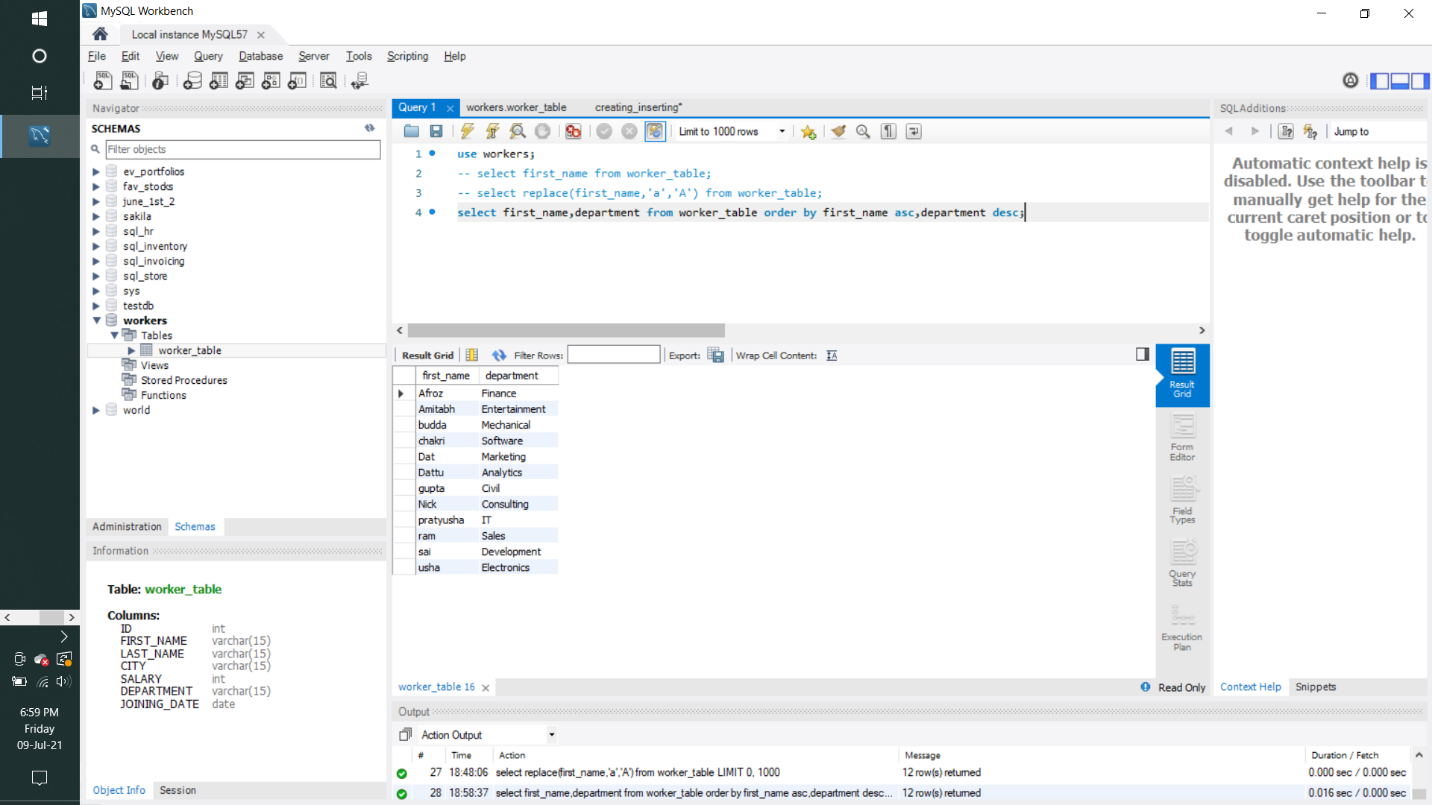 MySQL Workbench
Local instance MySQL57
File Edit View Query Database Server Tools Scripting Help
Navigator
SCHEMAS
Filter objects
ev_portfolios
fav_stocks
june_1st_2
sakila
sql_hr
sql_inventory
sql_invoicing
sql_store
sys
testdb
workers
Tables
worker_table
Views
Stored Procedures
Functions
world
Administration Schemas
Information
Table: worker_table
Columns:
ID int
FIRST_NAME varchar(15)
LAST_NAME varchar(15)
CITY varchar(15)
SALARY int
DEPARTMENT varchar(15)
JOINING_DATE date
Object Info Session
6:59 PM
Friday
09-Jul-21
Query 1 workers.worker_table creating_inserting*
Limit to 1000 rows
1 use workers;
2 -- select first_name from worker_table;
3 -- select replace(first_name,'a','A') from worker_table;
4 select first_name,department from worker_table order by first_name asc,department desc;
Result Grid Filter Rows: Export: Wrap Cell Content:
first_name department
Afroz Finance
Amitabh Entertainment
budda Mechanical
chakri Software
Dat Marketing
Dattu Analytics
gupta Civil
Nick Consulting
pratyusha IT
ram Sales
sai Development
usha Electronics
Result
Grid
Form
Editor
Field
Types
Query
Stats
Execution
Plan
worker_table 16
Read Only
SQLAdditions
Jump to
Automatic context help is
disabled. Use the toolbar t
manually get help for the
current caret position or to
toggle automatic help.
Context Help Snippets
Output
Action Output
# Time Action Message Duration / Fetch
27 18:48:06 select replace(first_name,'a','A') from worker_table LIMIT 0, 1000 12 row(s) returned 0.000 sec / 0.000 sec
28 18:58:37 select first_name,department from worker_table order by first_name asc,department desc... 12 row(s) returned 0.016 sec / 0.000 sec